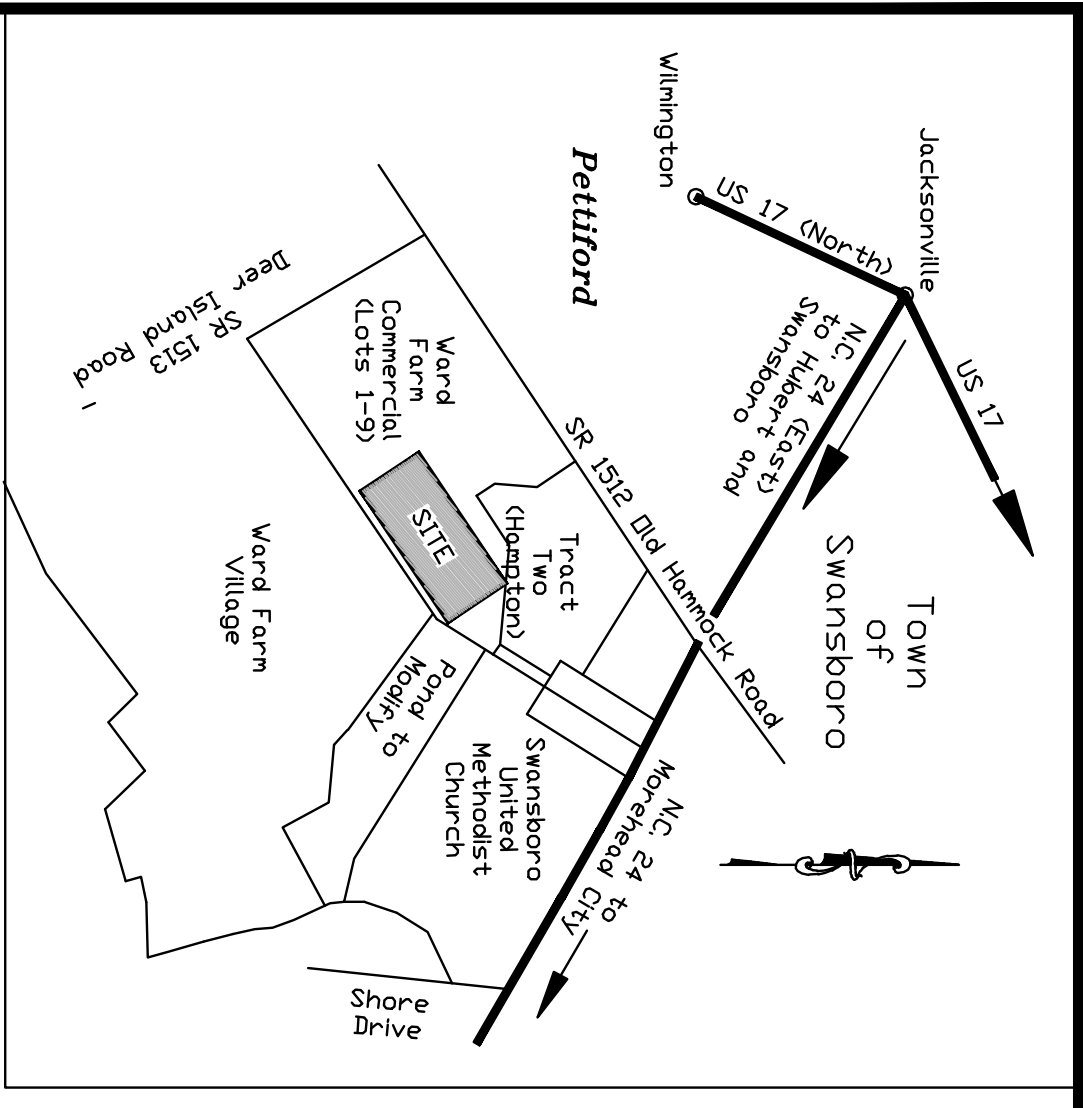 Jacksonville
Wilmington
US 17 (North)
US 17
N.C. 24 (East)
to Hubert and
Swansboro
Town
of
Swansboro
Pettiford
SR 1512 Old Hammock Road
Deer Island Road
SR 1513
Ward
Farm
Commercial
(Lots 1-9)
SITE
Tract
Two
(Hampton)
Ward Farm
Village
Pond to
Modify
Swansboro
United
Methodist
Church
N.C. 24 to
Morehead City
Shore
Drive